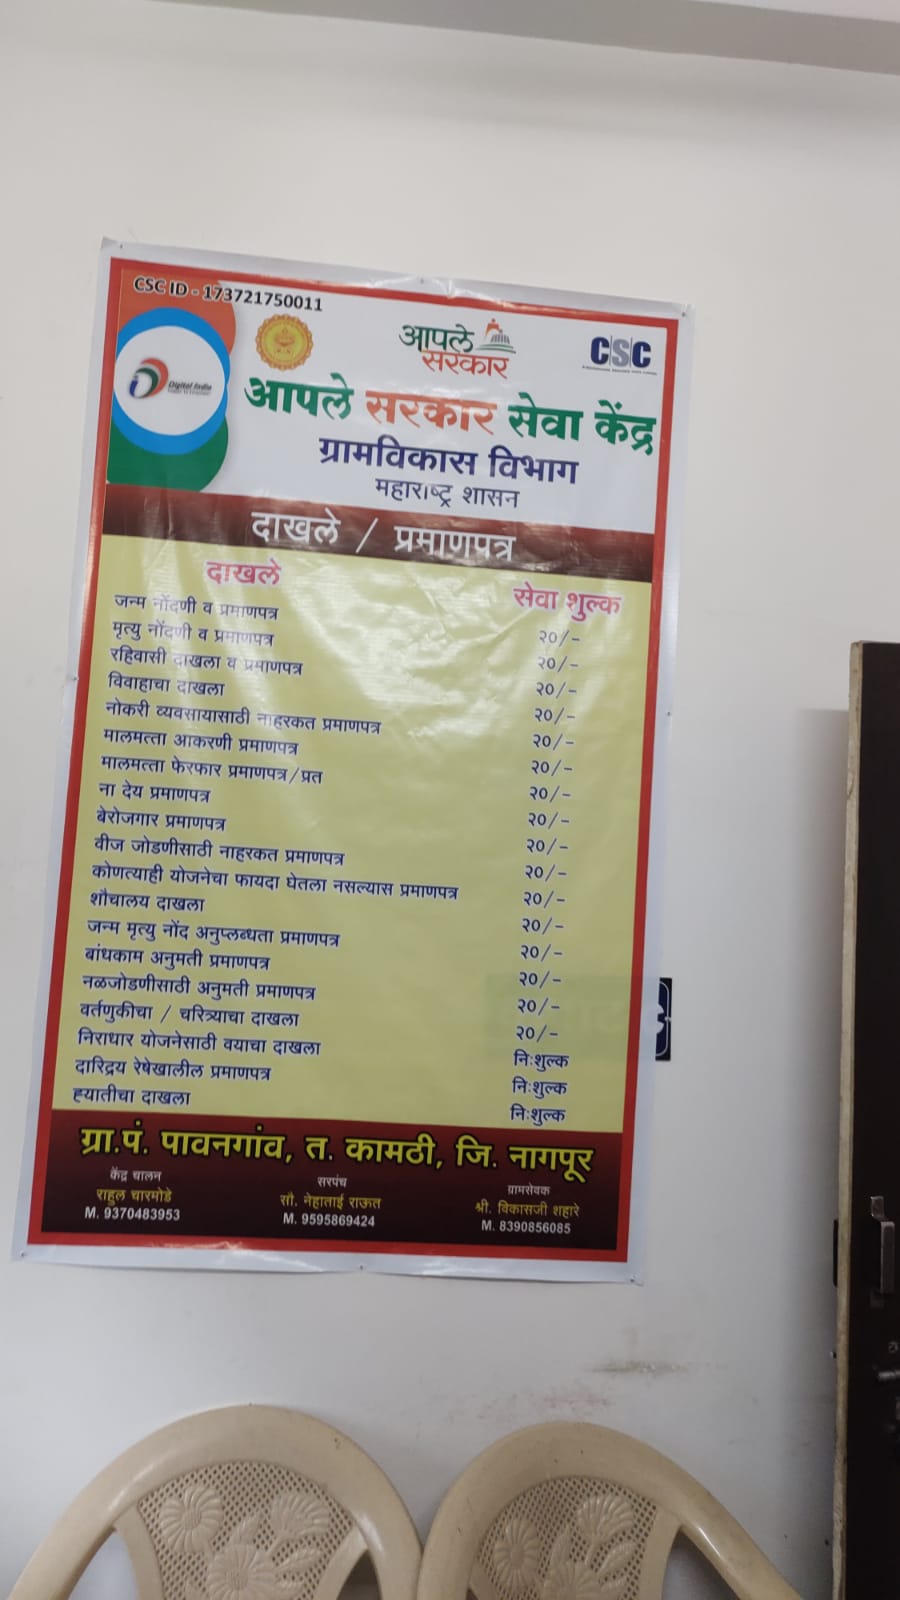 CSC ID - 173721750011
आपले
सरकार
CSC
Digital India
आपले सरकार सेवा केंद्र
ग्रामविकास विभाग
महाराष्ट्र शासन
दाखले / प्रमाणपत्र
दाखले सेवा शुल्क
जन्म नोंदणी व प्रमाणपत्र २०/-
मृत्यु नोंदणी व प्रमाणपत्र २०/-
रहिवासी दाखला व प्रमाणपत्र २०/-
विवाहाचा दाखला २०/-
नोकरी व्यवसायासाठी नाहरकत प्रमाणपत्र २०/-
मालमत्ता आकरणी प्रमाणपत्र २०/-
मालमत्ता फेरफार प्रमाणपत्र/प्रत २०/-
ना देय प्रमाणपत्र २०/-
बेरोजगार प्रमाणपत्र २०/-
वीज जोडणीसाठी नाहरकत प्रमाणपत्र २०/-
कोणत्याही योजनेचा फायदा घेतला नसल्यास प्रमाणपत्र २०/-
शौचालय दाखला २०/-
जन्म मृत्यु नोंद अनुप्लब्धता प्रमाणपत्र २०/-
बांधकाम अनुमती प्रमाणपत्र २०/-
नळजोडणीसाठी अनुमती प्रमाणपत्र २०/-
वर्तणुकीचा / चरित्र्याचा दाखला २०/-
निराधार योजनेसाठी वयाचा दाखला निःशुल्क
दारिद्रय रेषेखालील प्रमाणपत्र निःशुल्क
ह्यातीचा दाखला निःशुल्क
ग्रा.पं. पावनगांव, त. कामठी, जि. नागपूर
केंद्र चालन
राहुल चारमोडे
M. 9370483953
सरपंच
सौ. नेहाताई राऊत
M. 9595869424
ग्रामसेवक
श्री. विकासजी शहारे
M. 8390856085